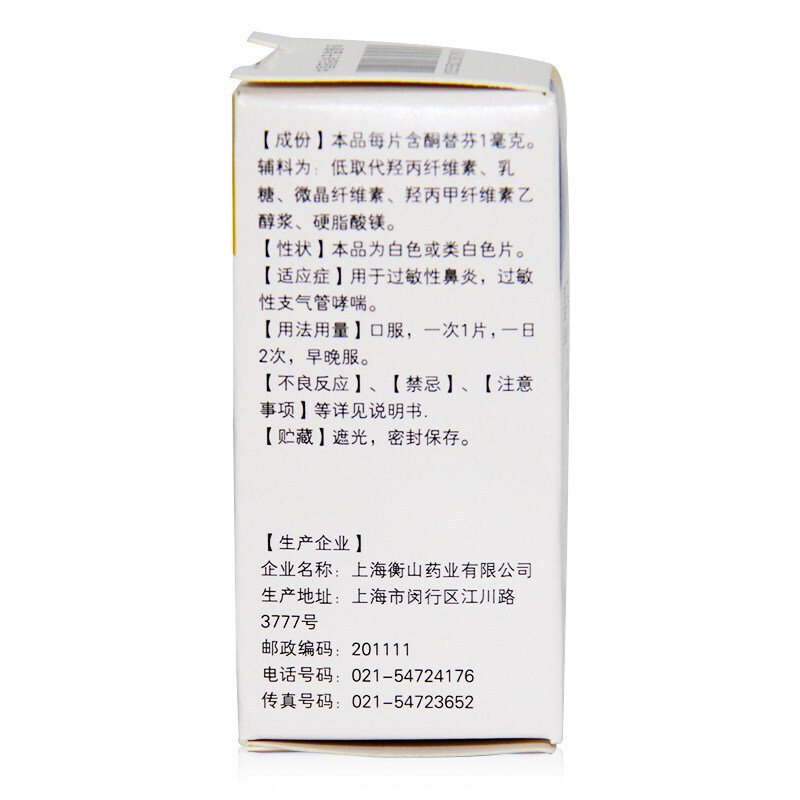 【成份】本品每片含酮替芬1毫克。
辅料为：低取代羟丙纤维素、乳
糖、微晶纤维素、羟丙甲纤维素乙
醇浆、硬脂酸镁。
【性状】本品为白色或类白色片。
【适应症】用于过敏性鼻炎，过敏
性支气管哮喘。
【用法用量】口服，一次1片，一日
2次，早晚服。
【不良反应】、【禁忌】、【注意
事项】等详见说明书.
【贮藏】遮光，密封保存。
【生产企业】
企业名称：上海衡山药业有限公司
生产地址：上海市闵行区江川路
3777号
邮政编码：201111
电话号码：021-54724176
传真号码：021-54723652